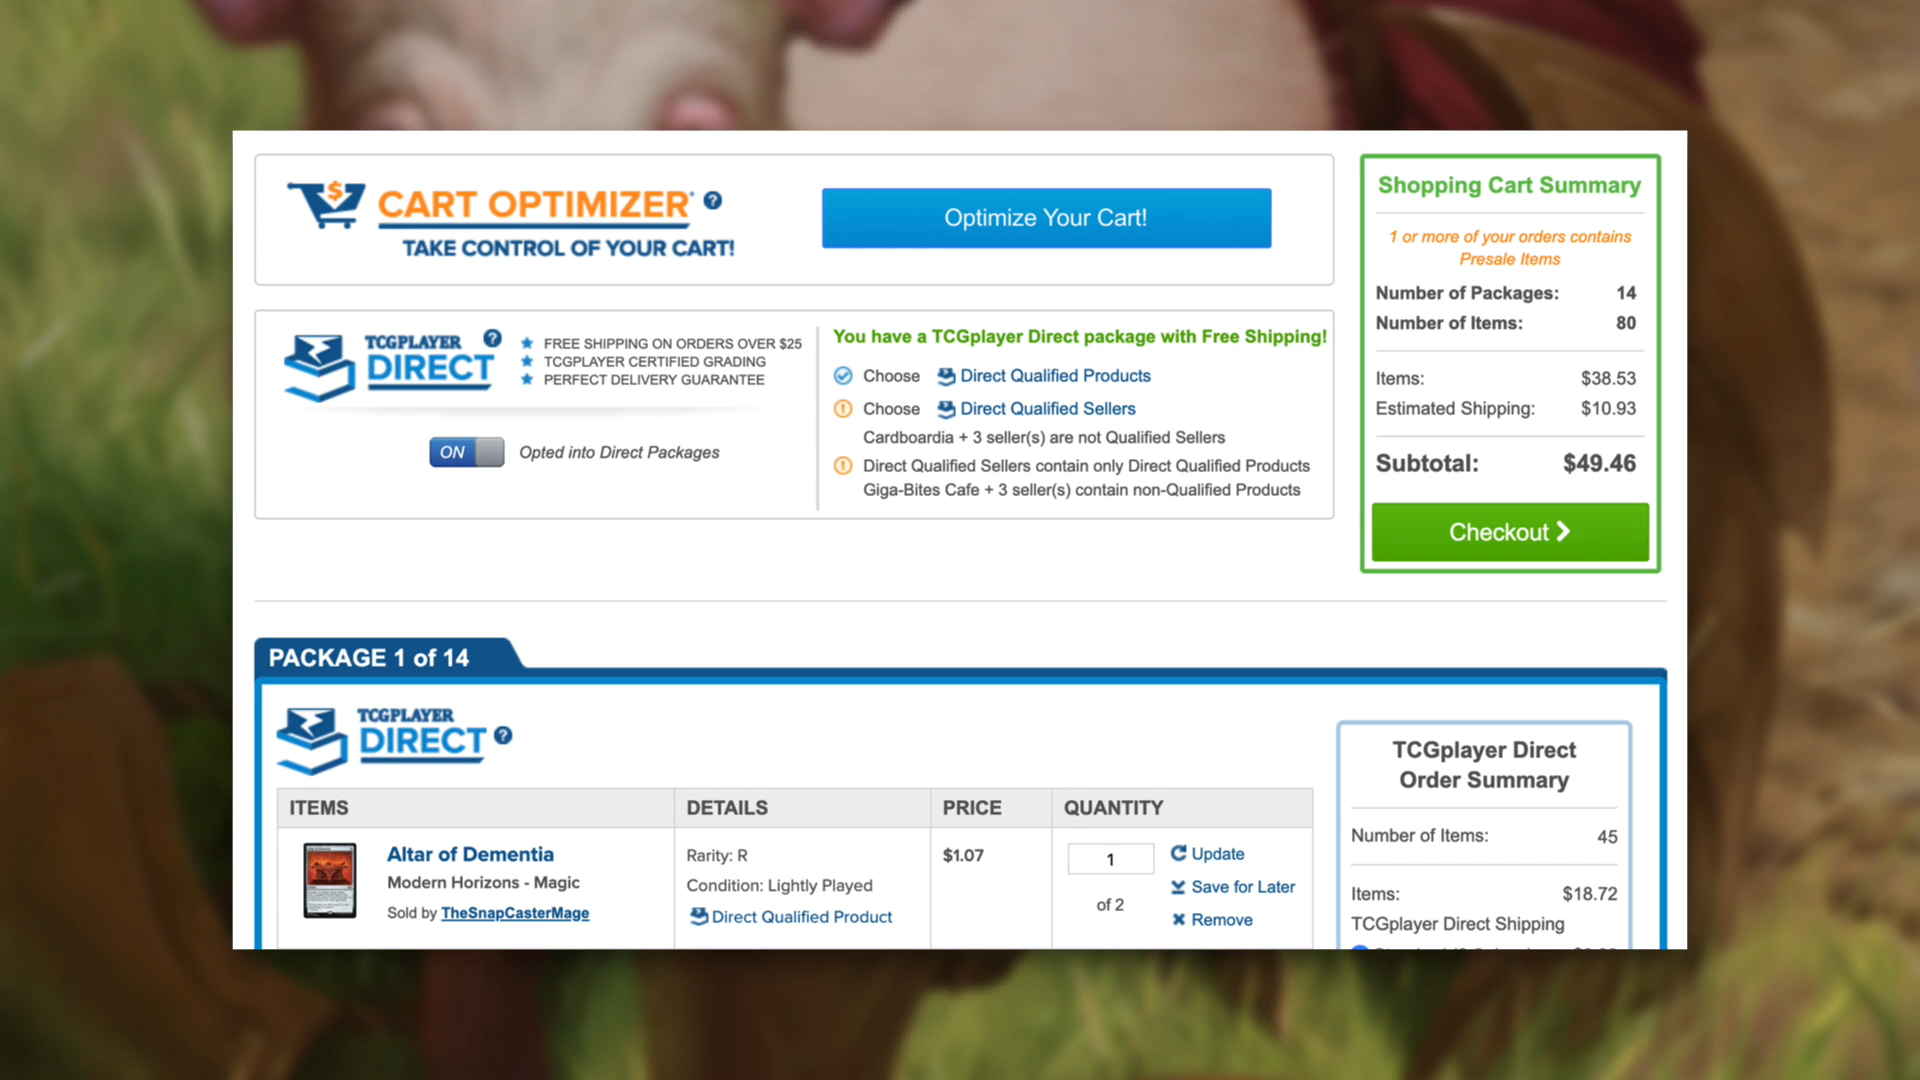 CART OPTIMIZER
TAKE CONTROL OF YOUR CART!
Optimize Your Cart!
TCGPLAYER
DIRECT
FREE SHIPPING ON ORDERS OVER $25
TCGPLAYER CERTIFIED GRADING
PERFECT DELIVERY GUARANTEE
ON Opted into Direct Packages
You have a TCGplayer Direct package with Free Shipping!
Choose Direct Qualified Products
Choose Direct Qualified Sellers
Cardboardia + 3 seller(s) are not Qualified Sellers
Direct Qualified Sellers contain only Direct Qualified Products
Giga-Bites Cafe + 3 seller(s) contain non-Qualified Products
Shopping Cart Summary
1 or more of your orders contains
Presale Items
Number of Packages: 14
Number of Items: 80
Items: $38.53
Estimated Shipping: $10.93
Subtotal: $49.46
Checkout
PACKAGE 1 of 14
TCGPLAYER
DIRECT
ITEMS DETAILS PRICE QUANTITY
Altar of Dementia
Modern Horizons - Magic
Sold by TheSnapCasterMage
Rarity: R
Condition: Lightly Played
Direct Qualified Product
$1.07
1
of 2
Update
Save for Later
Remove
TCGplayer Direct
Order Summary
Number of Items: 45
Items: $18.72
TCGplayer Direct Shipping